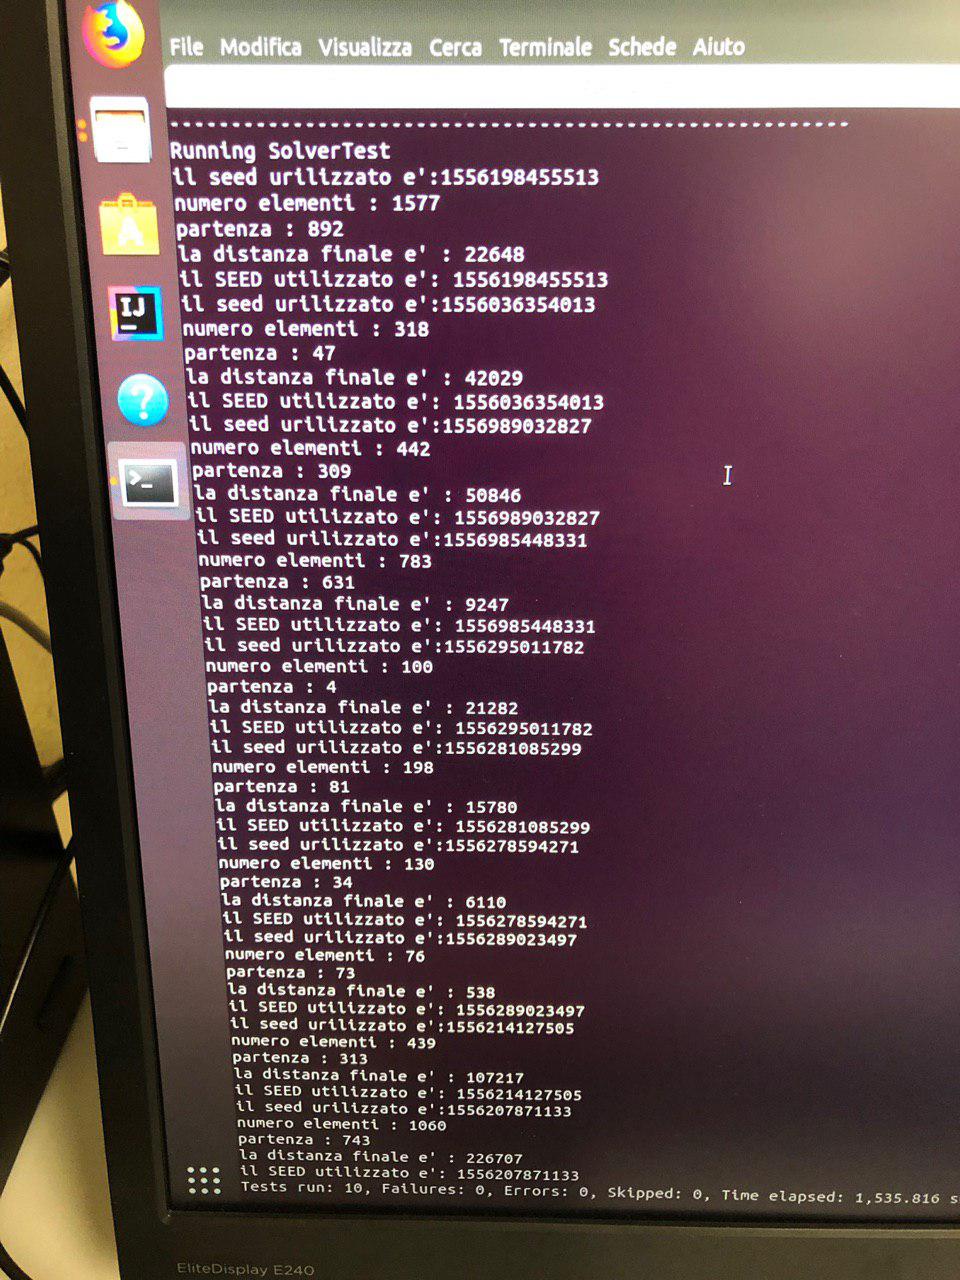 File Modifica Visualizza Cerca Terminale Schede Aiuto
-------------------------------------------------------
Running SolverTest
il seed urilizzato e':1556198455513
numero elementi : 1577
partenza : 892
la distanza finale e' : 22648
il SEED utilizzato e': 1556198455513
il seed urilizzato e':1556036354013
numero elementi : 318
partenza : 47
la distanza finale e' : 42029
il SEED utilizzato e': 1556036354013
il seed urilizzato e':1556989032827
numero elementi : 442
partenza : 309
la distanza finale e' : 50846
il SEED utilizzato e': 1556989032827
il seed urilizzato e':1556985448331
numero elementi : 783
partenza : 631
la distanza finale e' : 9247
il SEED utilizzato e': 1556985448331
il seed urilizzato e':1556295011782
numero elementi : 100
partenza : 4
la distanza finale e' : 21282
il SEED utilizzato e': 1556295011782
il seed urilizzato e':1556281085299
numero elementi : 198
partenza : 81
la distanza finale e' : 15780
il SEED utilizzato e': 1556281085299
il seed urilizzato e':1556278594271
numero elementi : 130
partenza : 34
la distanza finale e' : 6110
il SEED utilizzato e': 1556278594271
il seed urilizzato e':1556289023497
numero elementi : 76
partenza : 73
la distanza finale e' : 538
il SEED utilizzato e': 1556289023497
il seed urilizzato e':1556214127505
numero elementi : 439
partenza : 313
la distanza finale e' : 107217
il SEED utilizzato e': 1556214127505
il seed urilizzato e':1556207871133
numero elementi : 1060
partenza : 743
la distanza finale e' : 226707
il SEED utilizzato e': 1556207871133
Tests run: 10, Failures: 0, Errors: 0, Skipped: 0, Time elapsed: 1,535.816 s
A
IJ
?
>_
EliteDisplay E240